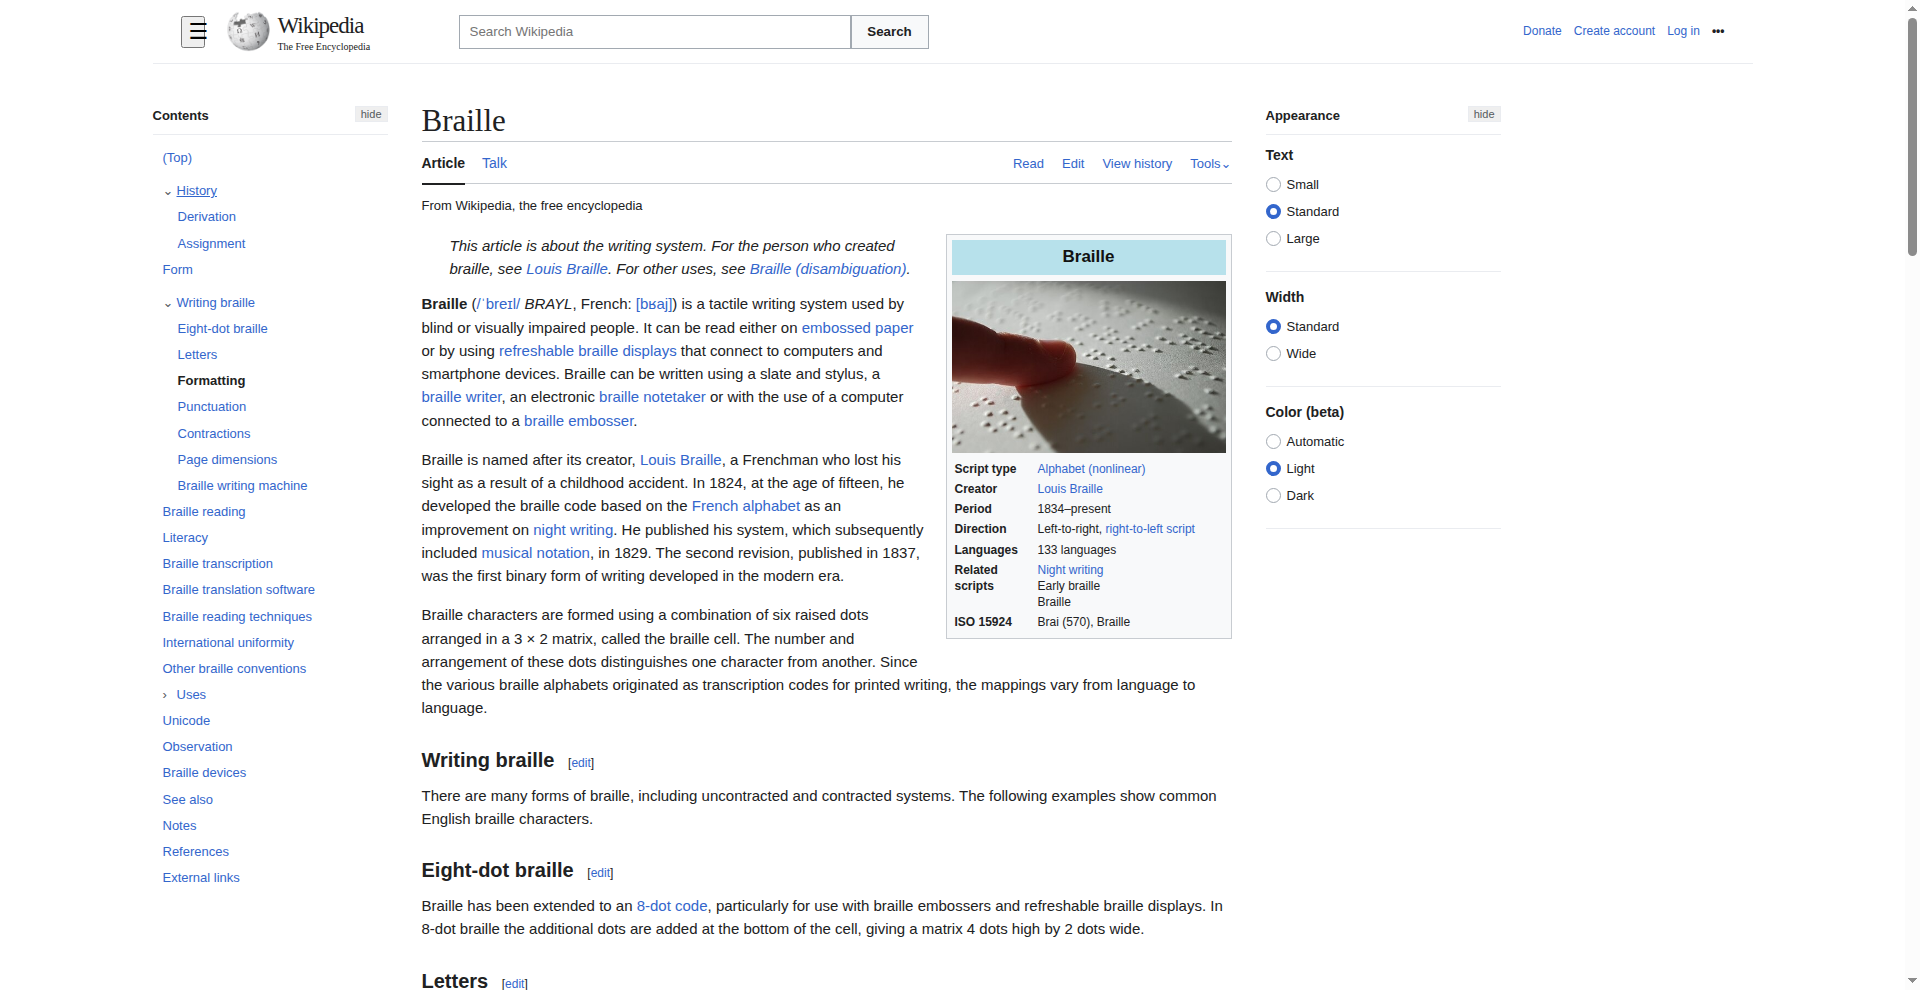 ☰
Wikipedia
The Free Encyclopedia
Search Wikipedia
Search
Donate Create account Log in •••
Contents hide
(Top)
⌄ History
Derivation
Assignment
Form
⌄ Writing braille
Eight-dot braille
Letters
Formatting
Punctuation
Contractions
Page dimensions
Braille writing machine
Braille reading
Literacy
Braille transcription
Braille translation software
Braille reading techniques
International uniformity
Other braille conventions
› Uses
Unicode
Observation
Braille devices
See also
Notes
References
External links
Braille
Article Talk Read Edit View history Tools⌄
From Wikipedia, the free encyclopedia
This article is about the writing system. For the person who created
braille, see Louis Braille. For other uses, see Braille (disambiguation).
Braille (/ˈbreɪl/ BRAYL, French: [bʁaj]) is a tactile writing system used by
blind or visually impaired people. It can be read either on embossed paper
or by using refreshable braille displays that connect to computers and
smartphone devices. Braille can be written using a slate and stylus, a
braille writer, an electronic braille notetaker or with the use of a computer
connected to a braille embosser.
Braille is named after its creator, Louis Braille, a Frenchman who lost his
sight as a result of a childhood accident. In 1824, at the age of fifteen, he
developed the braille code based on the French alphabet as an
improvement on night writing. He published his system, which subsequently
included musical notation, in 1829. The second revision, published in 1837,
was the first binary form of writing developed in the modern era.
Braille characters are formed using a combination of six raised dots
arranged in a 3 × 2 matrix, called the braille cell. The number and
arrangement of these dots distinguishes one character from another. Since
the various braille alphabets originated as transcription codes for printed writing, the mappings vary from language to
language.
Braille
Script type Alphabet (nonlinear)
Creator Louis Braille
Period 1834–present
Direction Left-to-right, right-to-left script
Languages 133 languages
Related scripts Night writing
Early braille
Braille
ISO 15924 Brai (570), Braille
Writing braille [edit]
There are many forms of braille, including uncontracted and contracted systems. The following examples show common
English braille characters.
Eight-dot braille [edit]
Braille has been extended to an 8-dot code, particularly for use with braille embossers and refreshable braille displays. In
8-dot braille the additional dots are added at the bottom of the cell, giving a matrix 4 dots high by 2 dots wide.
Letters [edit]
Appearance hide
Text
Small
Standard
Large
Width
Standard
Wide
Color (beta)
Automatic
Light
Dark